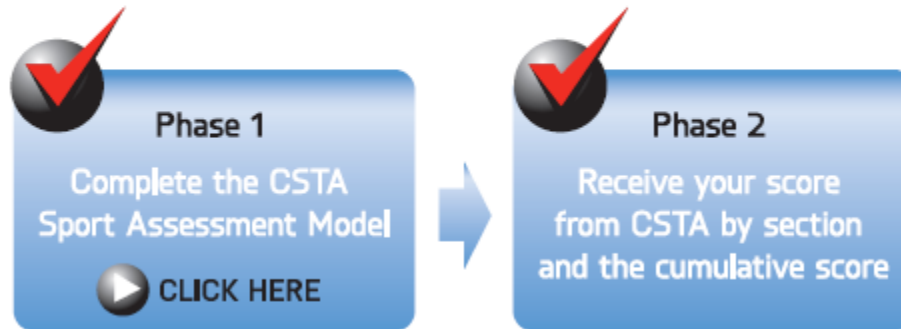 Phase 1
Complete the CSTA
Sport Assessment Model
CLICK HERE
Phase 2
Receive your score
from CSTA by section
and the cumulative score